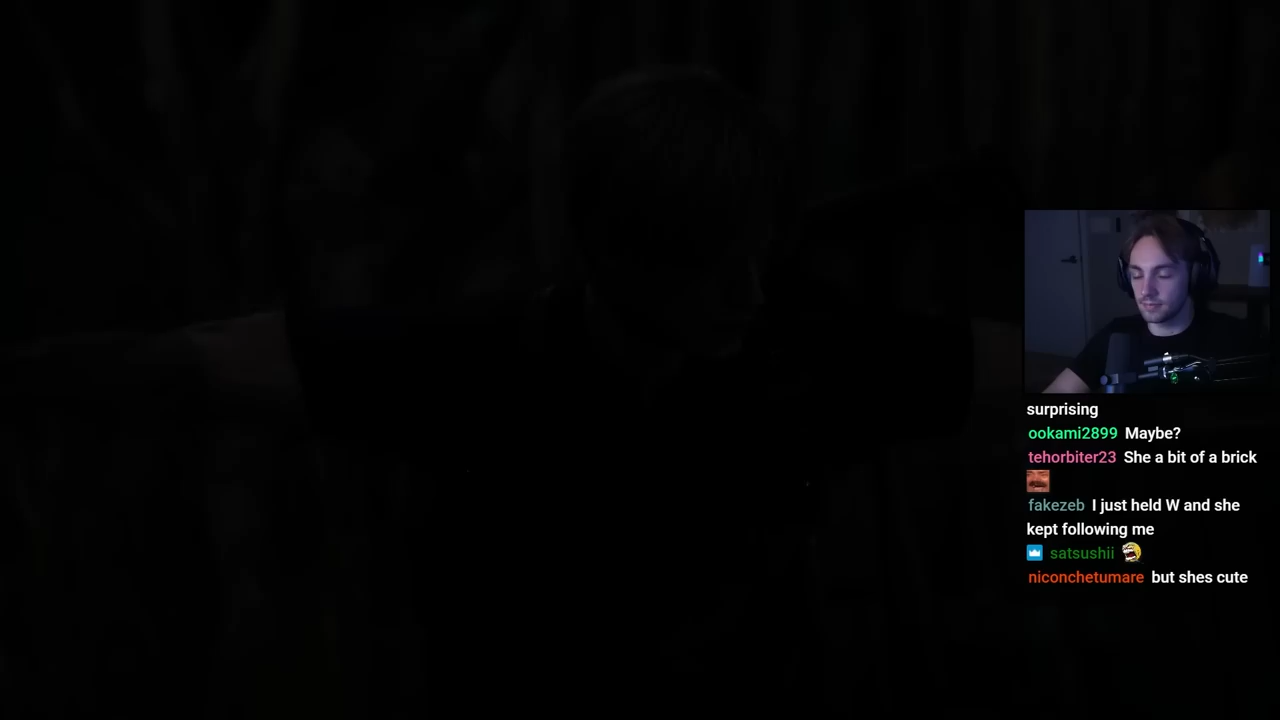 surprising
ookami2899 Maybe?
tehorbiter23 She a bit of a brick
fakezeb I just held W and she
kept following me
satsushii
niconchetumare but shes cute